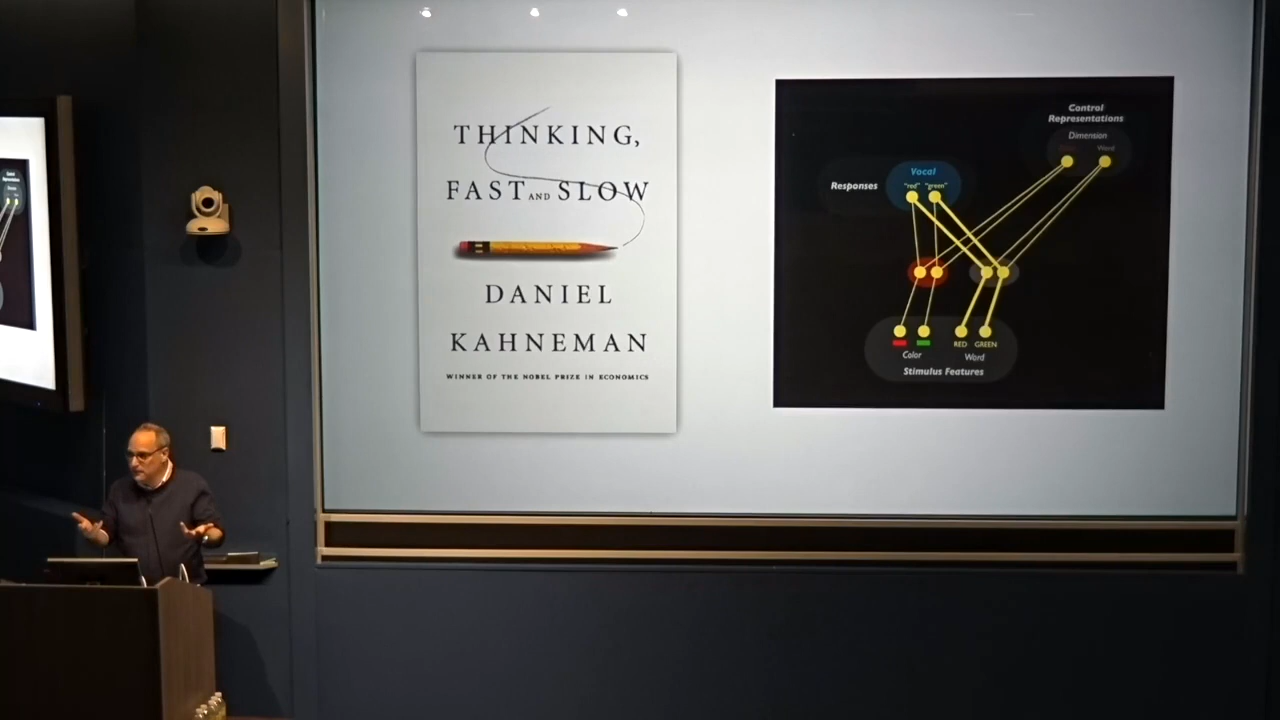 THINKING,
FAST AND SLOW
DANIEL
KAHNEMAN
WINNER OF THE NOBEL PRIZE IN ECONOMICS
Control
Representations
Dimension
Word
Vocal
Responses
"red" "green"
RED GREEN
Color
Word
Stimulus Features